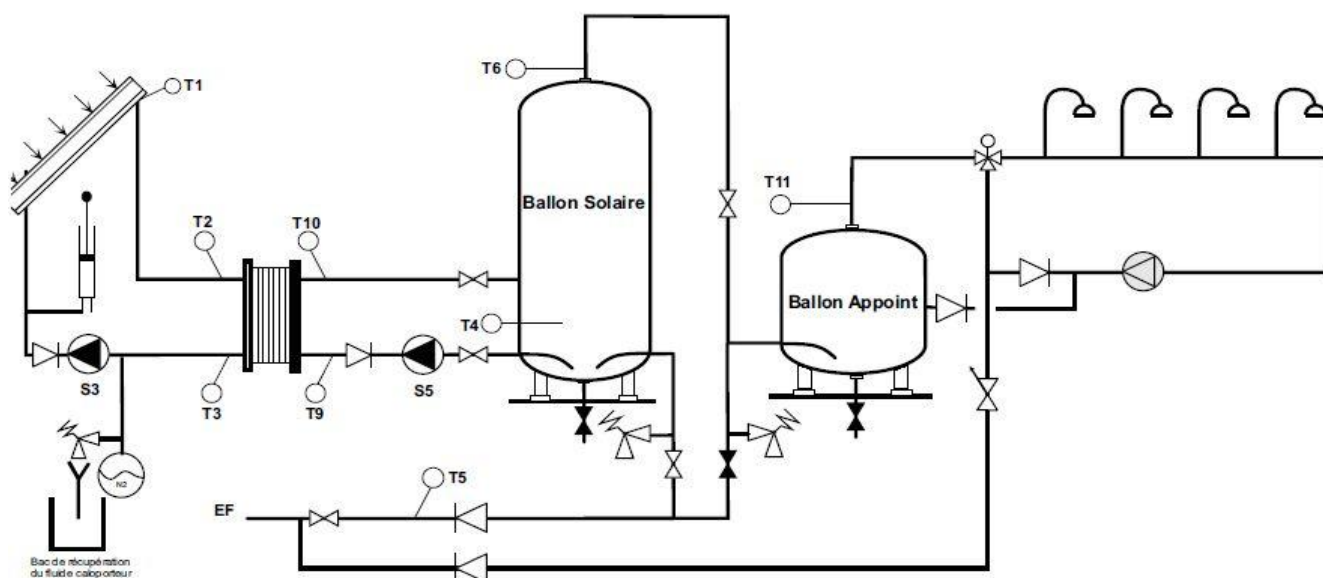 T1
T6
T11
T2
T10
Ballon Solaire
Ballon Appoint
T4
S3
T3
T9
S5
N2
T5
EF
Bac de récupération
du fluide caloporteur